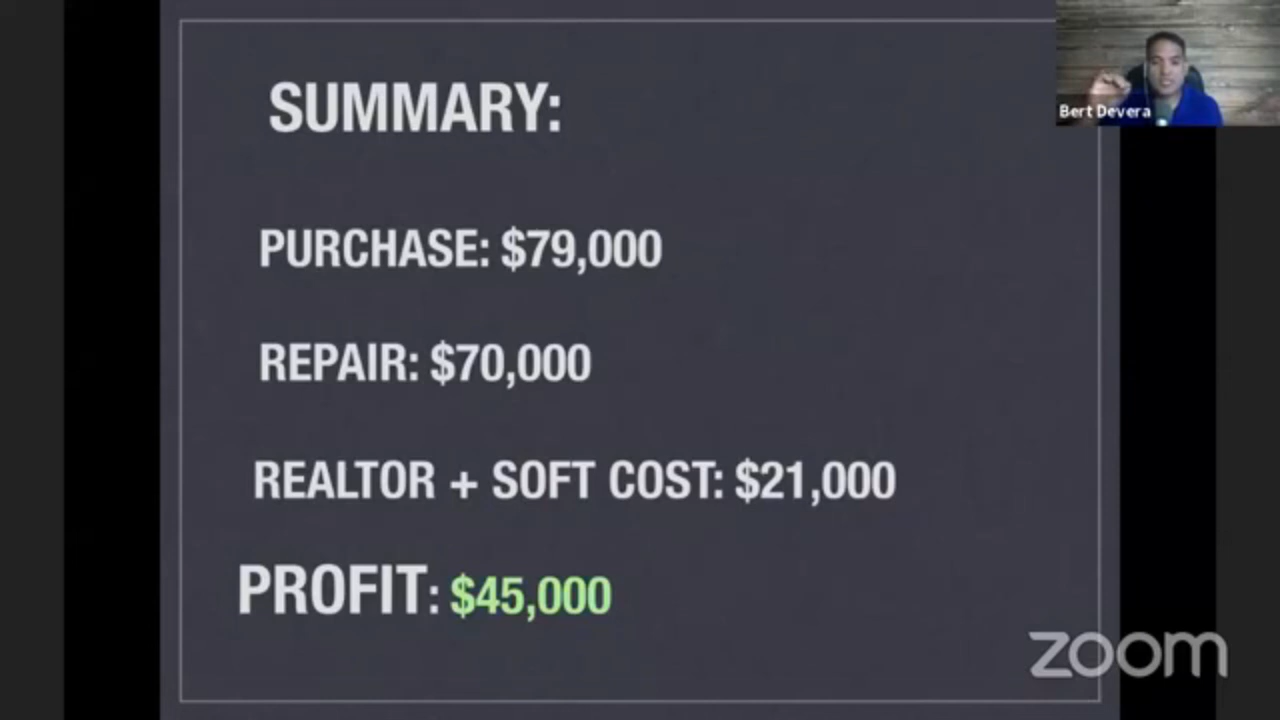 SUMMARY:
Bert Devera
PURCHASE: $79,000
REPAIR: $70,000
REALTOR + SOFT COST: $21,000
PROFIT: $45,000
zoom